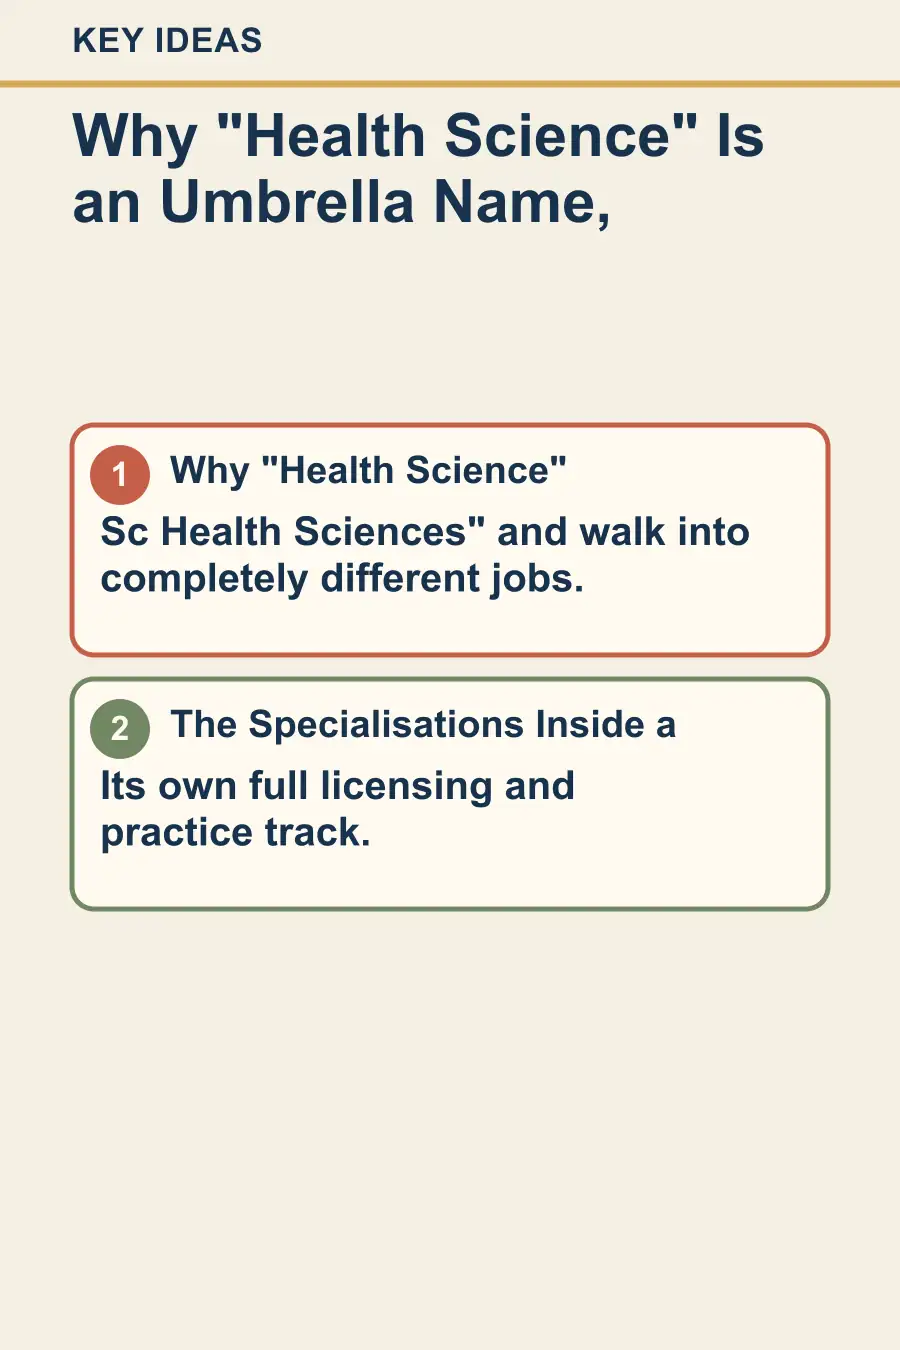 KEY IDEAS
Why "Health Science" Is
an Umbrella Name,
1
Why "Health Science"
Sc Health Sciences" and walk into
completely different jobs.
2
The Specialisations Inside a
Its own full licensing and
practice track.